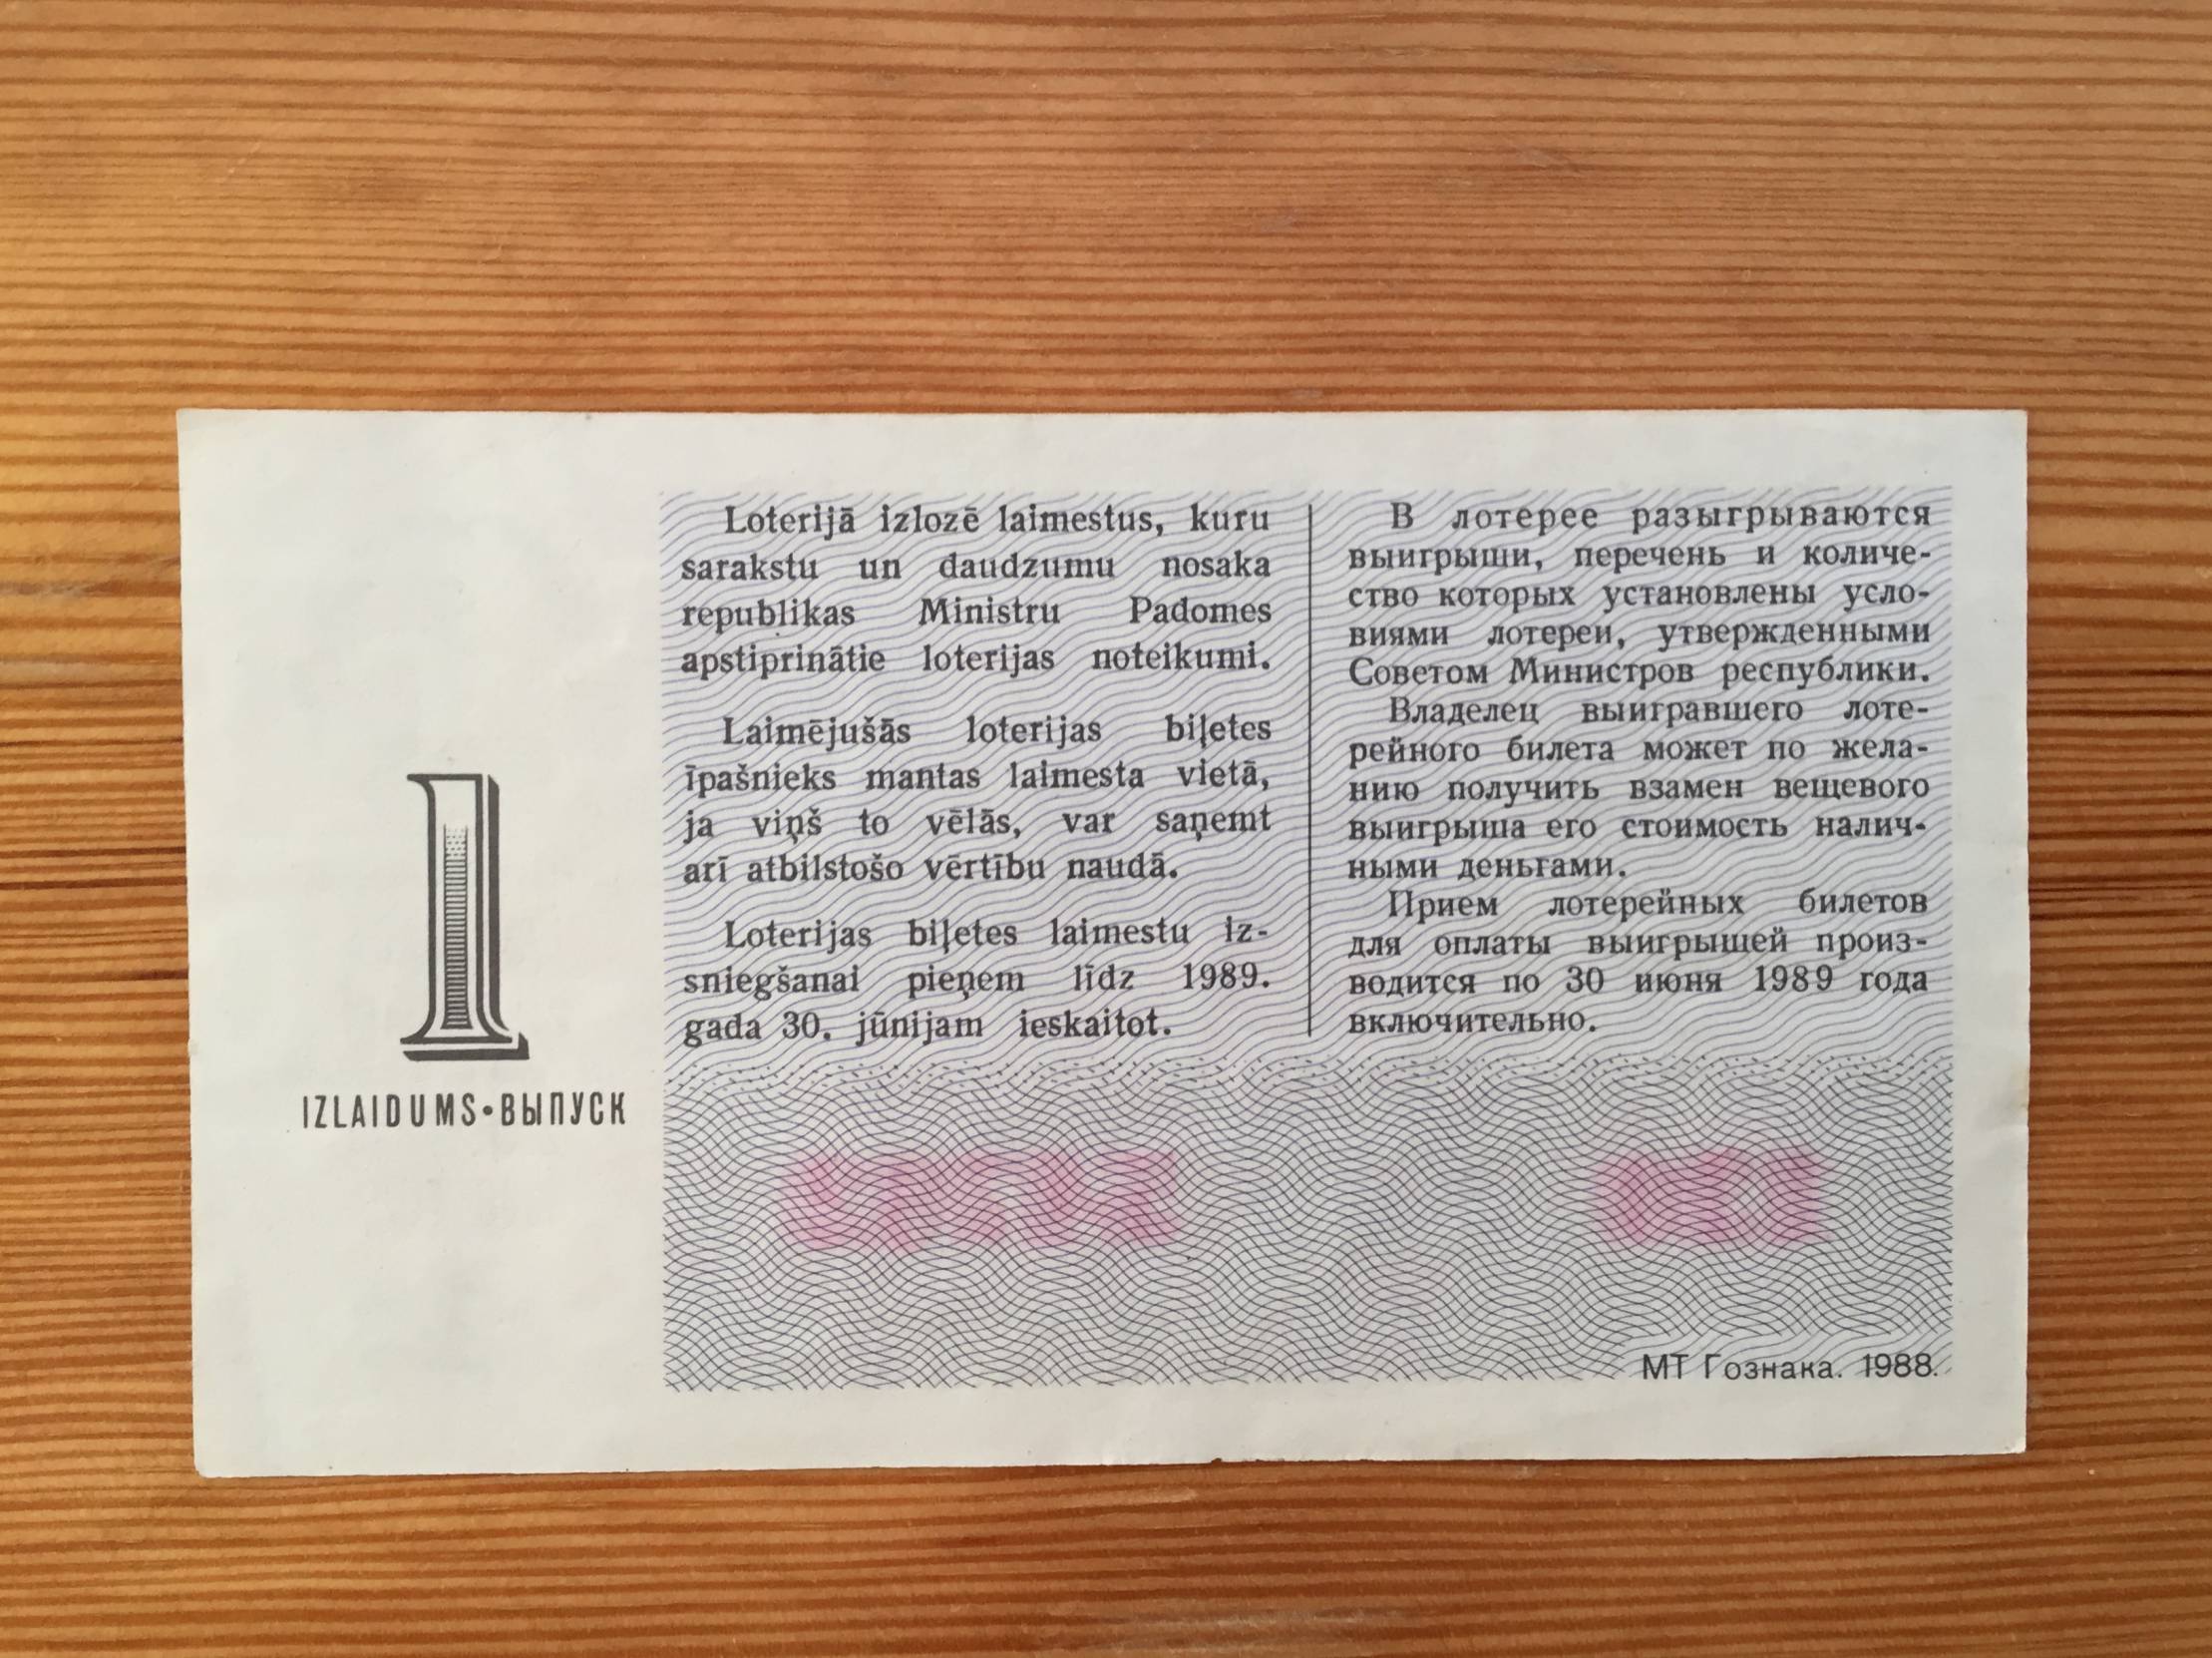 1
IZLAIDUMS•ВЫПУСК
Loterijā izlozē laimestus, kuru
sarakstu un daudzumu nosaka
republikas Ministru Padomes
apstiprinātie loterijas noteikumi.
Laimējušās loterijas biļetes
īpašnieks mantas laimesta vietā,
ja viņš to vēlās, var saņemt
arī atbilstošo vērtību naudā.
Loterijas biļetes laimestu iz-
sniegšanai pieņem līdz 1989.
gada 30. jūnijam ieskaitot.
В лотерее разыгрываются
выигрыши, перечень и количе-
ство которых установлены усло-
виями лотереи, утвержденными
Советом Министров республики.
Владелец выигравшего лоте-
рейного билета может по жела-
нию получить взамен вещевого
выигрыша его стоимость налич-
ными деньгами.
Прием лотерейных билетов
для оплаты выигрышей произ-
водится по 30 июня 1989 года
включительно.
МТ Гознака. 1988.